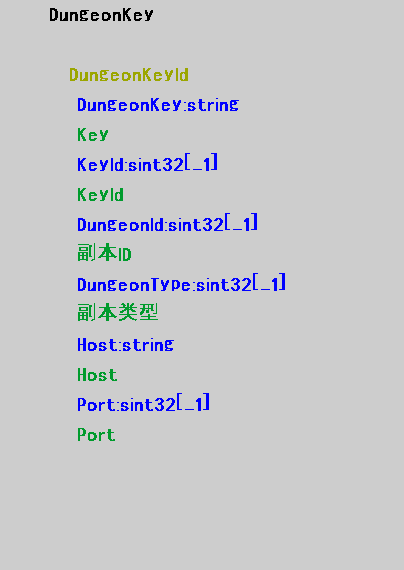 DungeonKey
DungeonKeyId
DungeonKey:string
Key
KeyId:sint32[_1]
KeyId
DungeonId:sint32[_1]
副本ID
DungeonType:sint32[_1]
副本类型
Host:string
Host
Port:sint32[_1]
Port